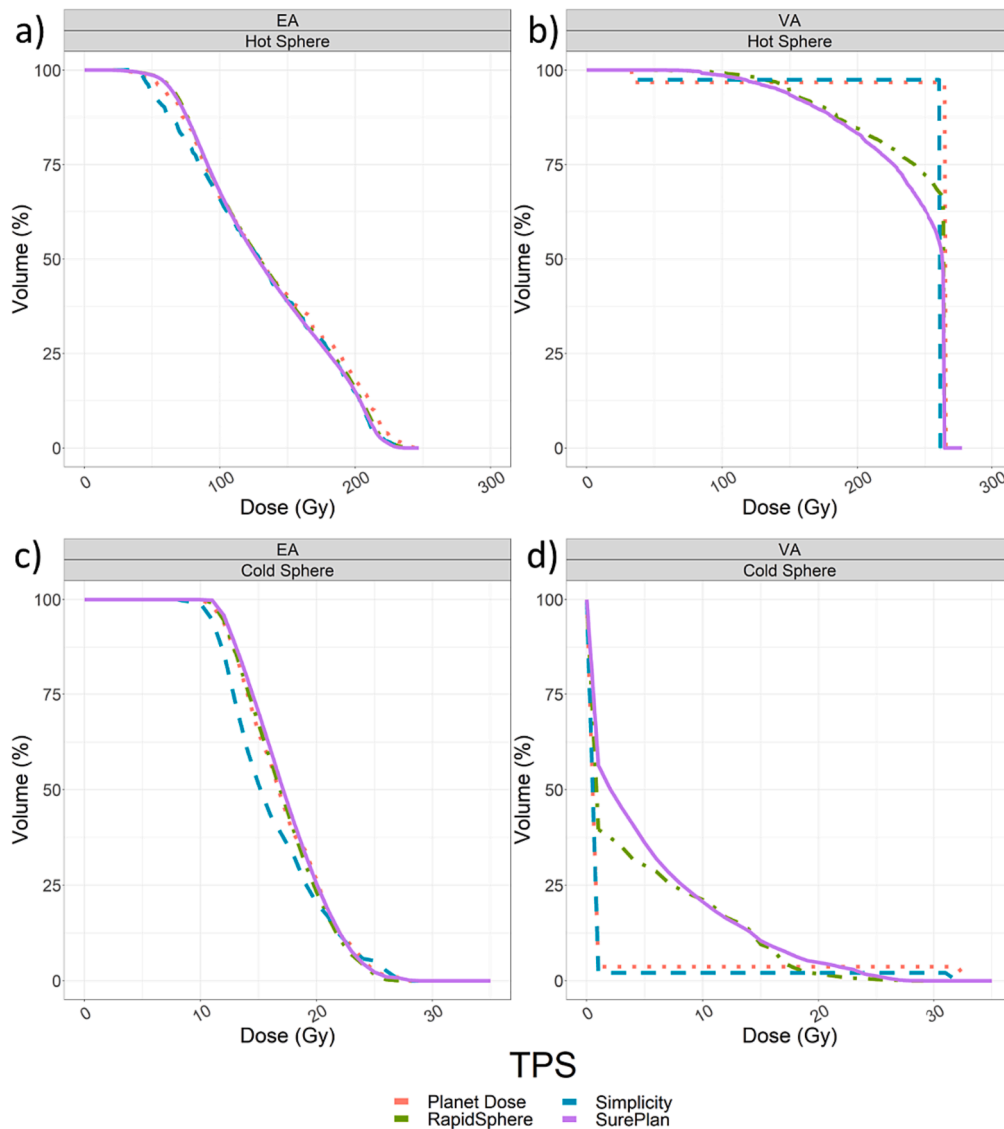 a)
EA
Hot Sphere
Volume (%)
100
75
50
25
0
0 100 200 300
Dose (Gy)
b)
VA
Hot Sphere
Volume (%)
100
75
50
25
0
0 100 200 300
Dose (Gy)
c)
EA
Cold Sphere
Volume (%)
100
75
50
25
0
0 10 20 30
Dose (Gy)
d)
VA
Cold Sphere
Volume (%)
100
75
50
25
0
0 10 20 30
Dose (Gy)
TPS
Planet Dose Simplicity
RapidSphere SurePlan